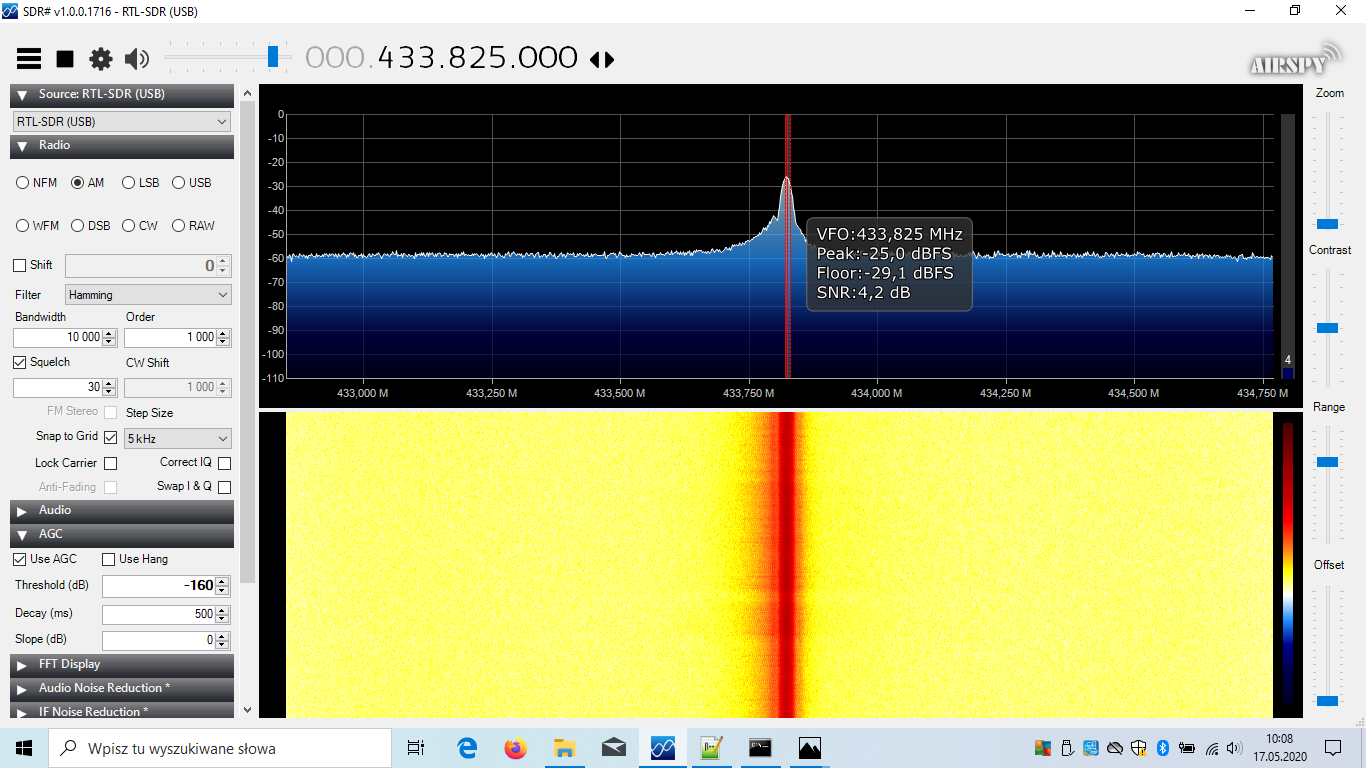 SDR# v1.0.0.1716 - RTL-SDR (USB)
000.433.825.000
AIRSPY
Source: RTL-SDR (USB)
RTL-SDR (USB)
Radio
NFM AM LSB USB
WFM DSB CW RAW
Shift 0
Filter Hamming
Bandwidth Order
10 000 1 000
Squelch CW Shift
30 1 000
FM Stereo Step Size
Snap to Grid 5 kHz
Lock Carrier Correct IQ
Anti-Fading Swap I & Q
Audio
AGC
Use AGC Use Hang
Threshold (dB) -160
Decay (ms) 500
Slope (dB) 0
FFT Display
Audio Noise Reduction *
IF Noise Reduction *
0
-10
-20
-30
-40
-50
-60
-70
-80
-90
-100
-110
VFO:433,825 MHz
Peak:-25,0 dBFS
Floor:-29,1 dBFS
SNR:4,2 dB
4
433,000 M 433,250 M 433,500 M 433,750 M 434,000 M 434,250 M 434,500 M 434,750 M
Zoom
Contrast
Range
Offset
Wpisz tu wyszukiwane słowa
10:08
17.05.2020